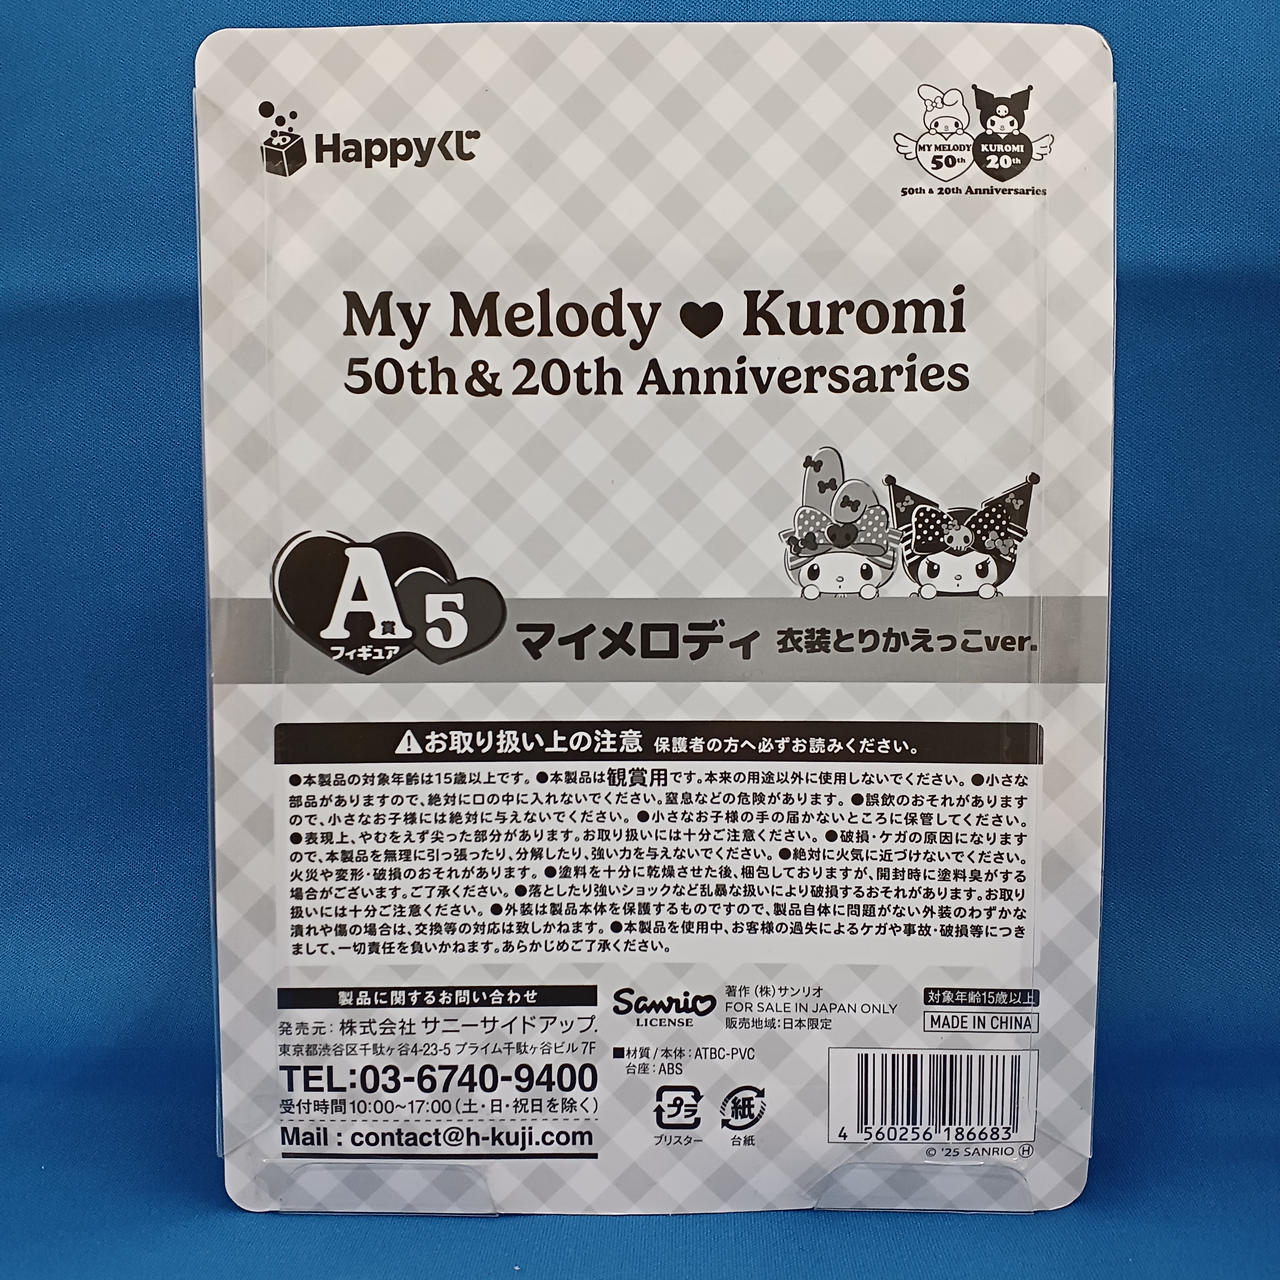 Happyくじ
MY MELODY
50th
KUROMI
20th
50th & 20th Anniversaries
My Melody ♥ Kuromi
50th & 20th Anniversaries
A賞
フィギュア
5
マイメロディ 衣装とりかえっこver.
⚠お取り扱い上の注意 保護者の方へ必ずお読みください。
●本製品の対象年齢は15歳以上です。●本製品は観賞用です。本来の用途以外に使用しないでください。●小さな
部品がありますので、絶対に口の中に入れないでください。窒息などの危険があります。●誤飲のおそれがあります
ので、小さなお子様には絶対に与えないでください。●小さなお子様の手の届かないところに保管してください。
●表現上、やむをえず尖った部分があります。お取り扱いには十分ご注意ください。●破損・ケガの原因になります
ので、本製品を無理に引っ張ったり、分解したり、強い力を与えないでください。●絶対に火気に近づけないでください。
火災や変形・破損のおそれがあります。●塗料を十分に乾燥させた後、梱包しておりますが、開封時に塗料臭がする
場合がございます。ご了承ください。●落としたり強いショックなど乱暴な扱いにより破損するおそれがあります。お取り
扱いには十分ご注意ください。●外装は製品本体を保護するものですので、製品自体に問題がない外装のわずかな
潰れや傷の場合は、交換等の対応は致しかねます。●本製品を使用中、お客様の過失によるケガや事故・破損等につき
まして、一切責任を負いかねます。あらかじめご了承ください。
製品に関するお問い合わせ
発売元：株式会社 サニーサイドアップ.
東京都渋谷区千駄ヶ谷4-23-5 プライム千駄ヶ谷ビル 7F
TEL:03-6740-9400
受付時間10:00~17:00（土・日・祝日を除く）
Mail : contact@h-kuji.com
Sanrio
LICENSE
著作（株）サンリオ
FOR SALE IN JAPAN ONLY
販売地域：日本限定
■材質 / 本体：ATBC-PVC
台座：ABS
プラ
ブリスター
紙
台紙
対象年齢15歳以上
MADE IN CHINA
4 560256 186683
© '25 SANRIO Ⓗ